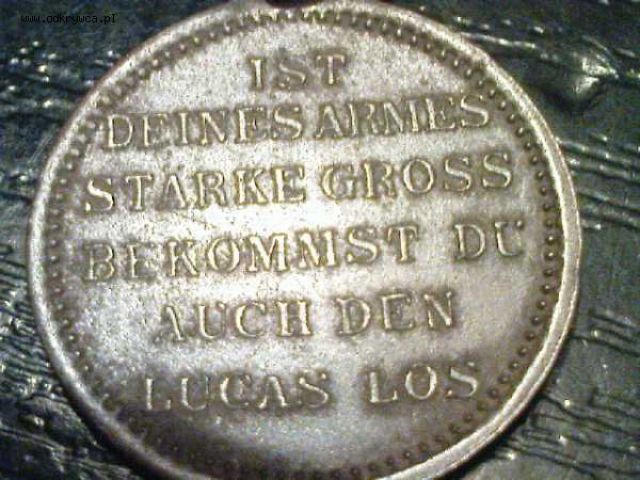 www.odkrywca.pl
IST
DEINES ARMES
STARKE GROSS
BEKOMMST DU
AUCH DEN
LUCAS LOS